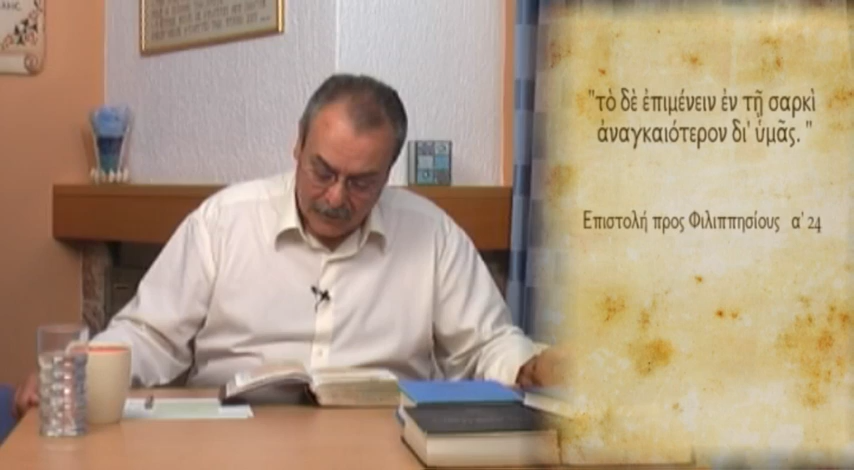 "τὸ δὲ ἐπιμένειν ἐν τῇ σαρκὶ
ἀναγκαιότερον δι' ὑμᾶς. "
Επιστολή προς Φιλιππησίους α' 24